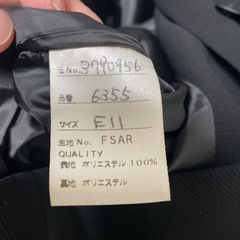 伝No. 3790956
品番 6355
サイズ E11
生地No. FSAR
QUALITY
表地 ポリエステル 100%
裏地 ポリエステル